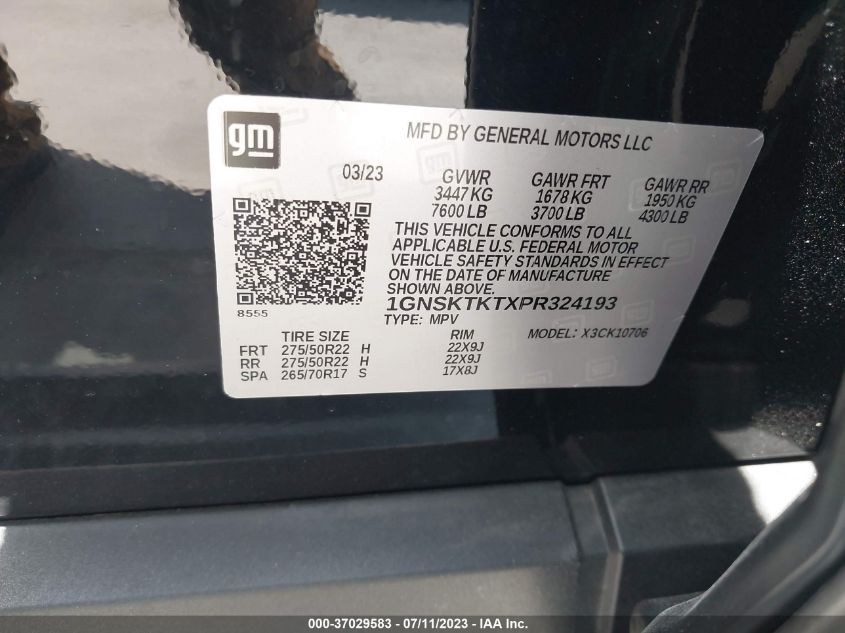 gm
MFD BY GENERAL MOTORS LLC
03/23 GVWR GAWR FRT GAWR RR
3447 KG 1678 KG 1950 KG
7600 LB 3700 LB 4300 LB
THIS VEHICLE CONFORMS TO ALL
APPLICABLE U.S. FEDERAL MOTOR
VEHICLE SAFETY STANDARDS IN EFFECT
ON THE DATE OF MANUFACTURE
SHOWN ABOVE.
8555
1GNSKTKTXPR324193
TYPE: MPV MODEL: X3CK10706
TIRE SIZE RIM
FRT 275/50R22 H 22X9J
RR 275/50R22 H 22X9J
SPA 265/70R17 S 17X8J
000-37029583 - 07/11/2023 - IAA Inc.